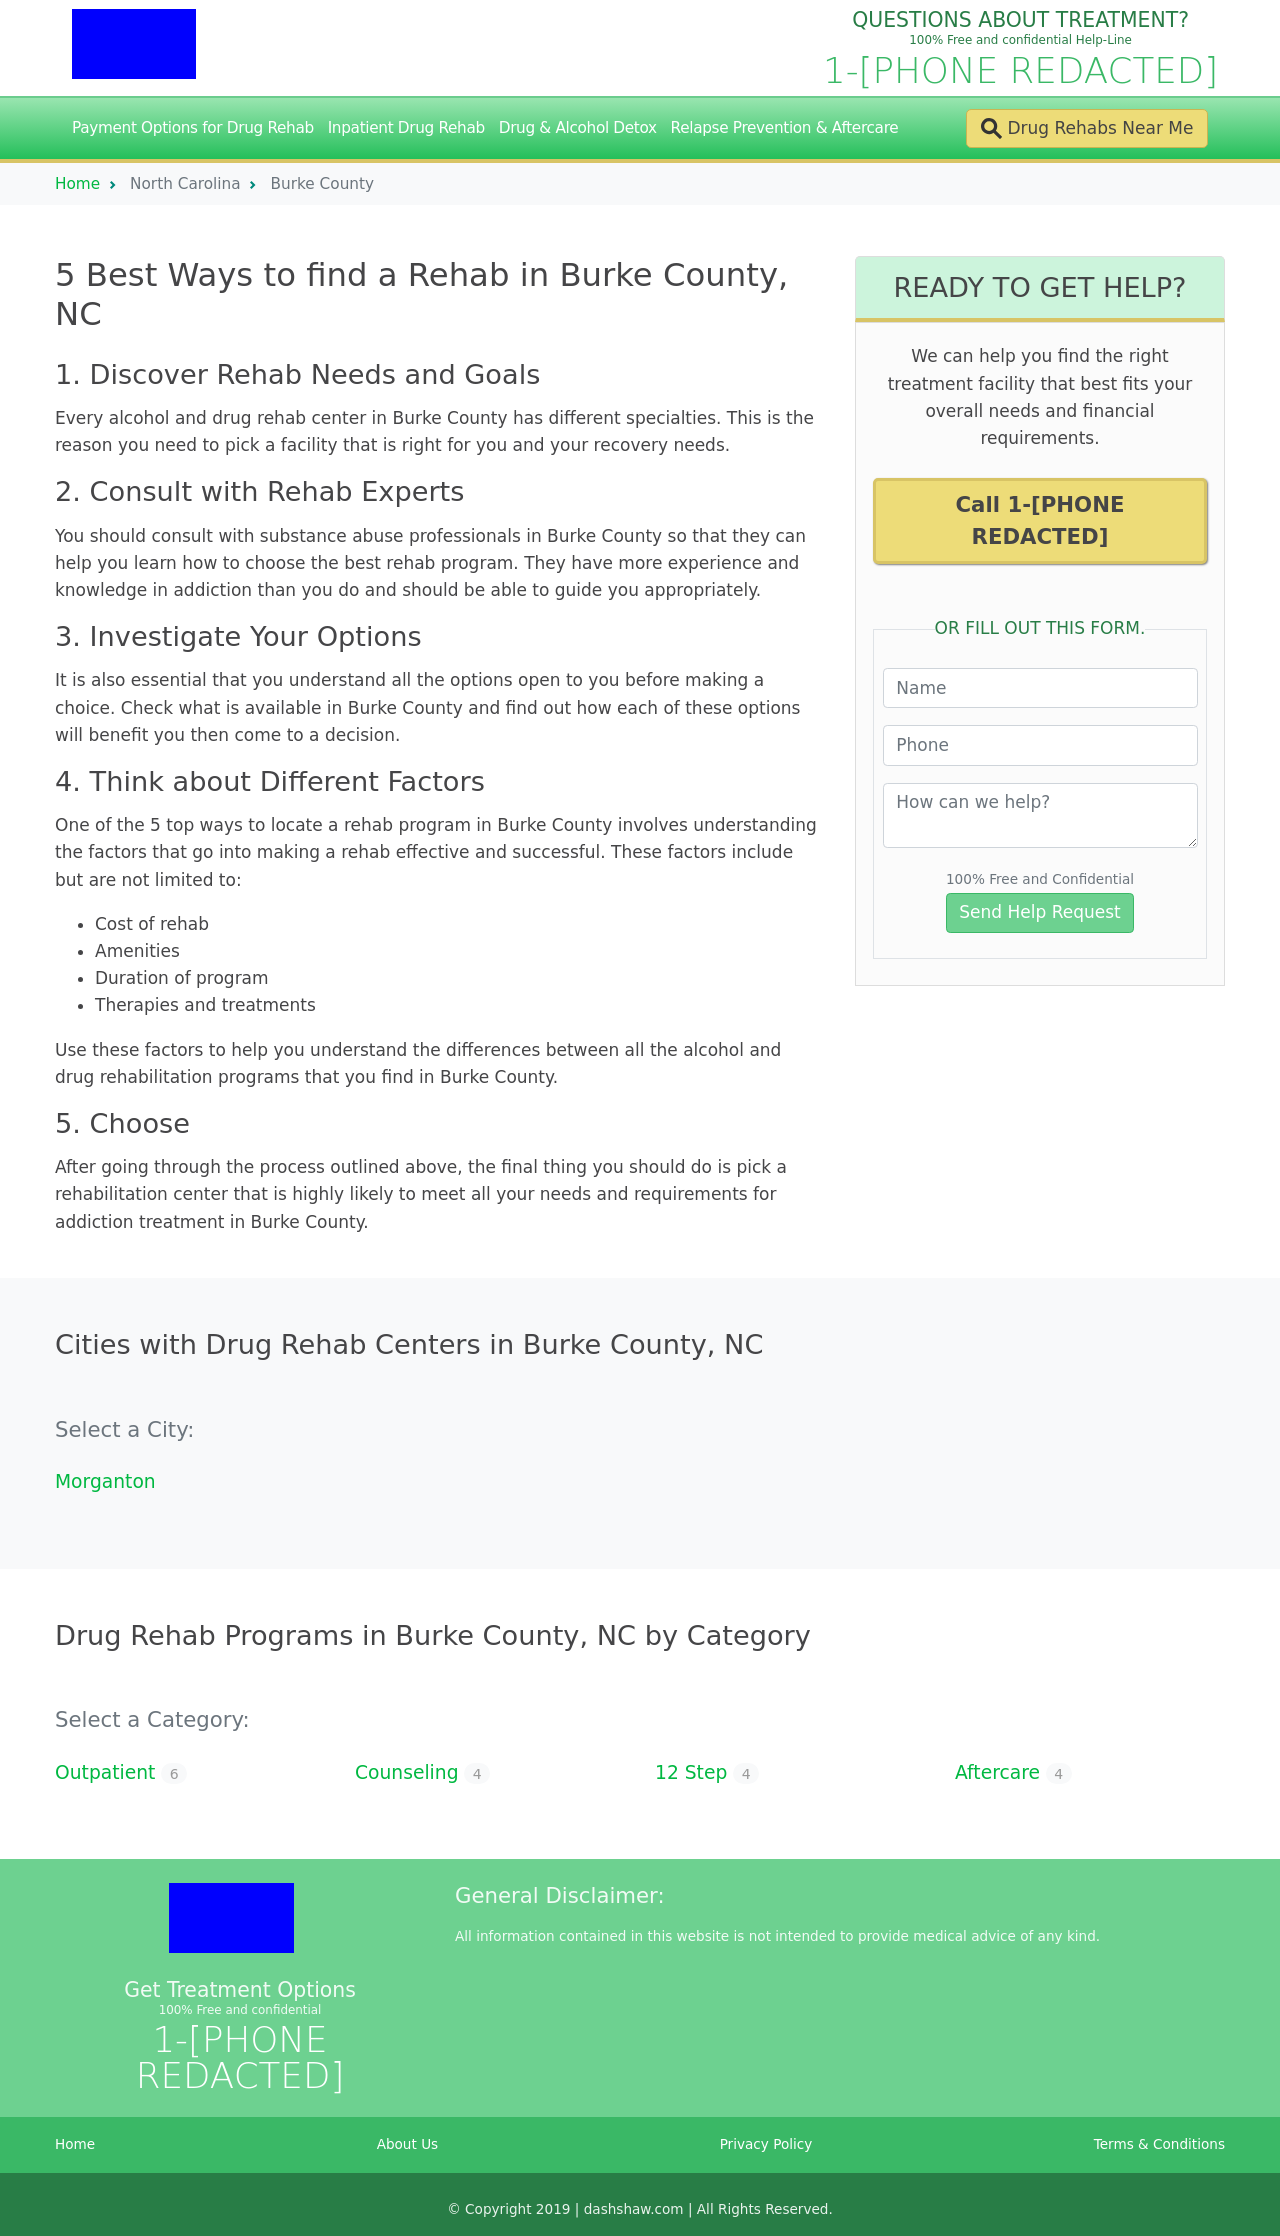 QUESTIONS ABOUT TREATMENT?
100% Free and confidential Help-Line
1-[PHONE REDACTED]
Payment Options for Drug Rehab Inpatient Drug Rehab Drug & Alcohol Detox Relapse Prevention & Aftercare Drug Rehabs Near Me
Home North Carolina Burke County
5 Best Ways to find a Rehab in Burke County,
NC
1. Discover Rehab Needs and Goals
Every alcohol and drug rehab center in Burke County has different specialties. This is the
reason you need to pick a facility that is right for you and your recovery needs.
2. Consult with Rehab Experts
You should consult with substance abuse professionals in Burke County so that they can
help you learn how to choose the best rehab program. They have more experience and
knowledge in addiction than you do and should be able to guide you appropriately.
3. Investigate Your Options
It is also essential that you understand all the options open to you before making a
choice. Check what is available in Burke County and find out how each of these options
will benefit you then come to a decision.
4. Think about Different Factors
One of the 5 top ways to locate a rehab program in Burke County involves understanding
the factors that go into making a rehab effective and successful. These factors include
but are not limited to:
• Cost of rehab
• Amenities
• Duration of program
• Therapies and treatments
Use these factors to help you understand the differences between all the alcohol and
drug rehabilitation programs that you find in Burke County.
5. Choose
After going through the process outlined above, the final thing you should do is pick a
rehabilitation center that is highly likely to meet all your needs and requirements for
addiction treatment in Burke County.
READY TO GET HELP?
We can help you find the right
treatment facility that best fits your
overall needs and financial
requirements.
Call 1-[PHONE
REDACTED]
OR FILL OUT THIS FORM.
Name
Phone
How can we help?
100% Free and Confidential
Send Help Request
Cities with Drug Rehab Centers in Burke County, NC
Select a City:
Morganton
Drug Rehab Programs in Burke County, NC by Category
Select a Category:
Outpatient 6 Counseling 4 12 Step 4 Aftercare 4
Get Treatment Options
100% Free and confidential
1-[PHONE
REDACTED]
General Disclaimer:
All information contained in this website is not intended to provide medical advice of any kind.
Home About Us Privacy Policy Terms & Conditions
© Copyright 2019 | dashshaw.com | All Rights Reserved.